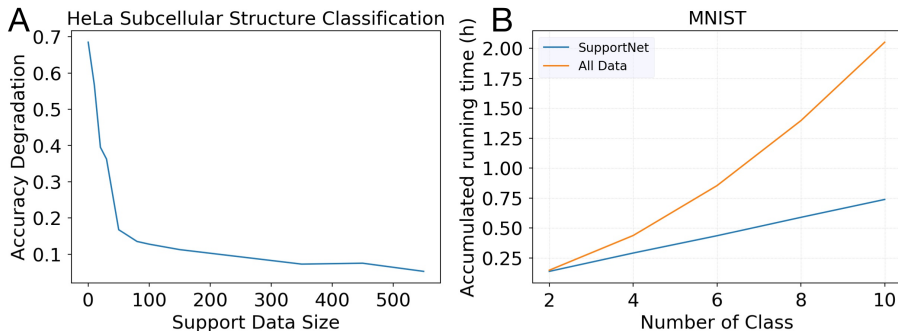 A
HeLa Subcellular Structure Classification
Accuracy Degradation
0.7
0.6
0.5
0.4
0.3
0.2
0.1
0 100 200 300 400 500
Support Data Size
B
MNIST
Accumulated running time (h)
2.00
1.75
1.50
1.25
1.00
0.75
0.50
0.25
SupportNet
All Data
2 4 6 8 10
Number of Class